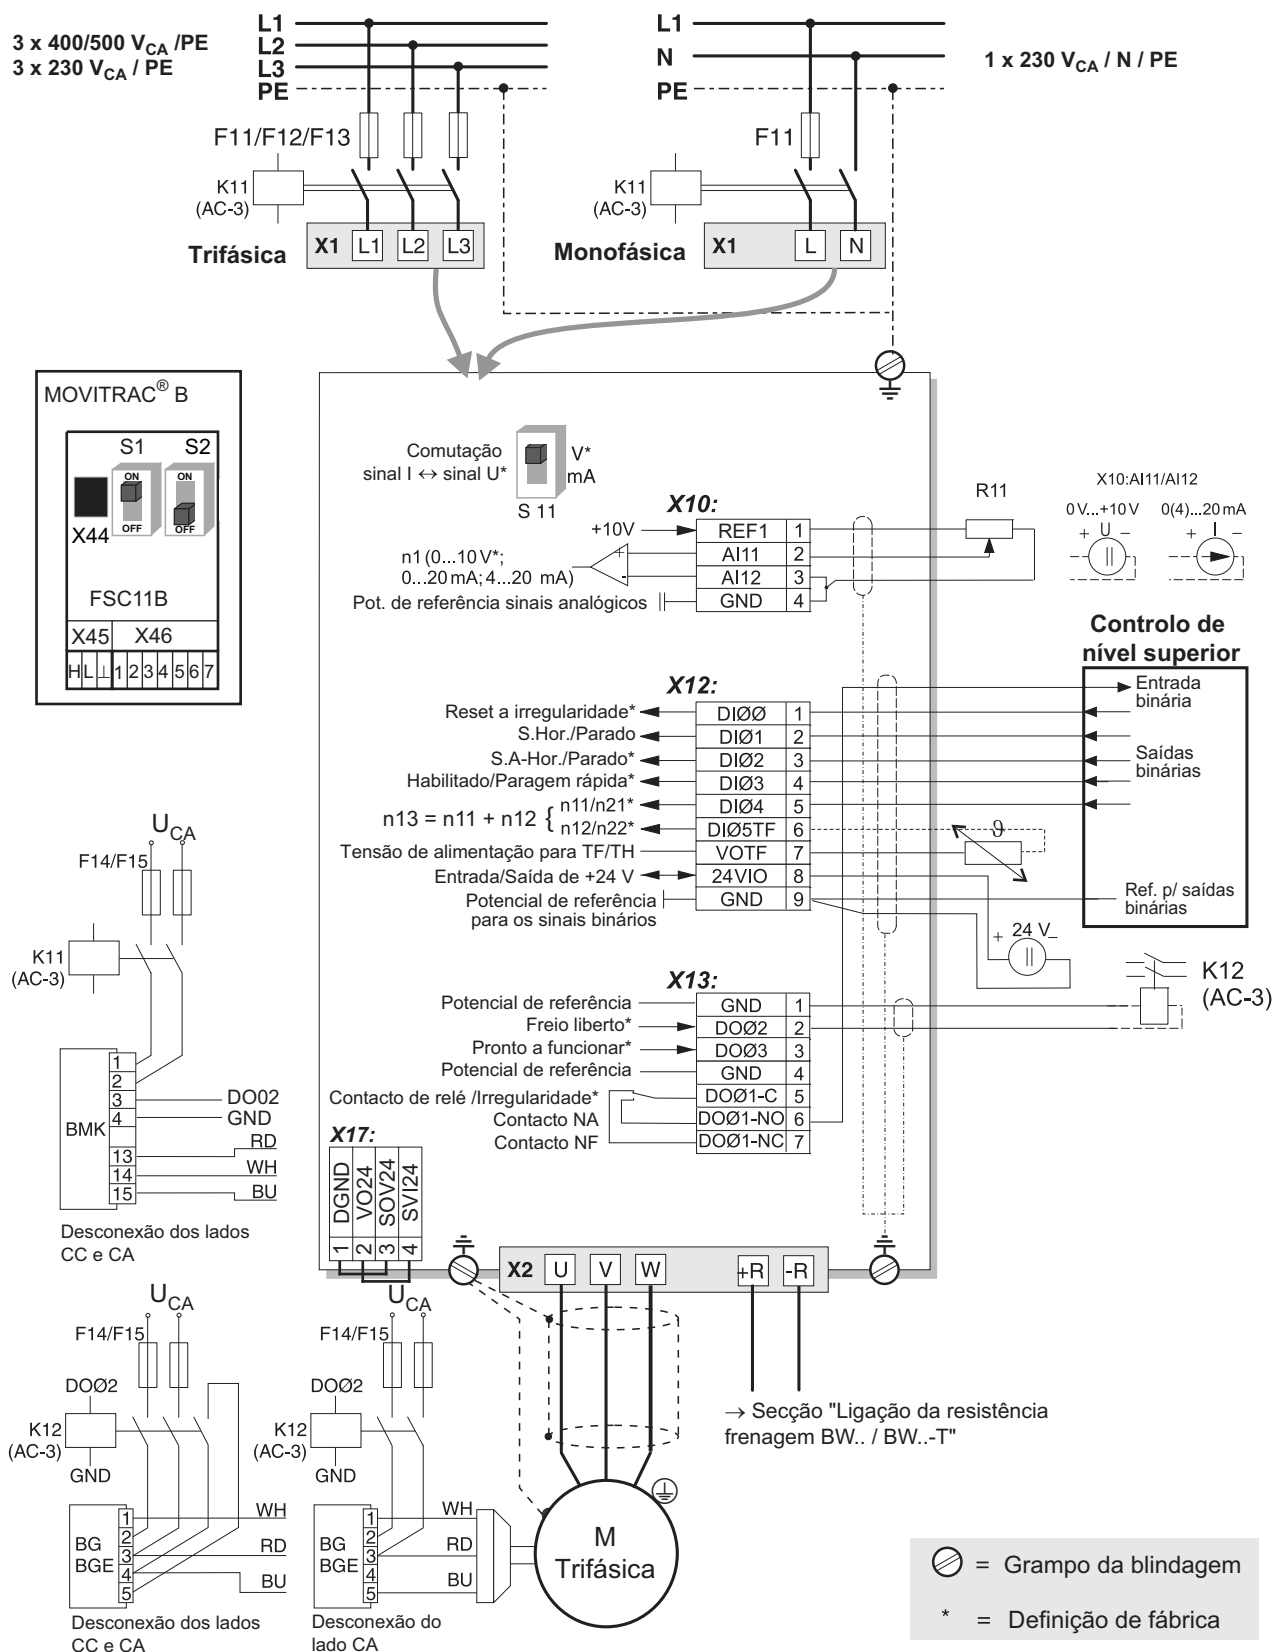 3 x 400/500 VCA /PE
3 x 230 VCA / PE
L1
L2
L3
PE
F11/F12/F13
K11
(AC-3)
Trifásica
X1 L1 L2 L3
L1
N
PE
1 x 230 VCA / N / PE
F11
K11
(AC-3)
Monofásica
X1 L N
MOVITRAC® B
S1 S2
ON ON
OFF OFF
X44
FSC11B
X45 X46
H L ⊥ 1 2 3 4 5 6 7
Comutação
sinal I ↔ sinal U*
V*
mA
S 11
X10:
+10V REF1 1
n1 (0...10 V*;
0...20 mA; 4...20 mA)
+
-
AI11 2
AI12 3
Pot. de referência sinais analógicos GND 4
R11
X10:AI11/AI12
0V...+10V 0(4)...20mA
+ U - + I -
Controlo de
nível superior
Entrada
binária
Saídas
binárias
Ref. p/ saídas
binárias
X12:
Reset a irregularidade* DIØØ 1
S.Hor./Parado DIØ1 2
S.A-Hor./Parado* DIØ2 3
Habilitado/Paragem rápida* DIØ3 4
n13 = n11 + n12 {
n11/n21* DIØ4 5
n12/n22* DIØ5TF 6
Tensão de alimentação para TF/TH VOTF 7
Entrada/Saída de +24 V 24VIO 8
Potencial de referência
para os sinais binários
GND 9
ϑ
+ 24 V -
K12
(AC-3)
X13:
Potencial de referência GND 1
Freio liberto* DOØ2 2
Pronto a funcionar* DOØ3 3
Potencial de referência GND 4
Contacto de relé /Irregularidade* DOØ1-C 5
Contacto NA DOØ1-NO 6
Contacto NF DOØ1-NC 7
X17:
DGND VO24 SOV24 SVI24
1 2 3 4
X2 U V W +R -R
UCA
F14/F15
K11
(AC-3)
BMK
1
2
3 DO02
4 GND
13 RD
14 WH
15 BU
Desconexão dos lados
CC e CA
UCA
F14/F15
DOØ2
K12
(AC-3)
GND
BG
BGE
1 WH
2
3 RD
4
5 BU
Desconexão dos lados
CC e CA
UCA
F14/F15
DOØ2
K12
(AC-3)
GND
BG
BGE
1 WH
2
3 RD
4
5 BU
Desconexão do
lado CA
M
Trifásica
→ Secção "Ligação da resistência
frenagem BW.. / BW..-T"
= Grampo da blindagem
* = Definição de fábrica